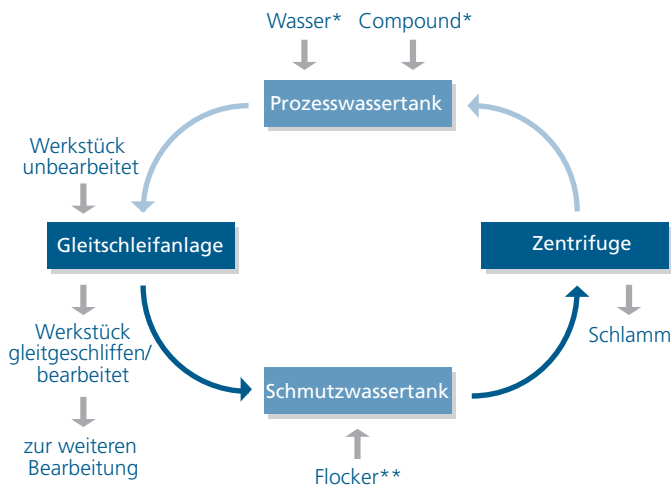 Wasser* Compound*
Prozesswassertank
Werkstück
unbearbeitet
Gleitschleifanlage
Zentrifuge
Werkstück
gleitgeschliffen/
bearbeitet
Schlamm
Schmutzwassertank
zur weiteren
Bearbeitung
Flocker**